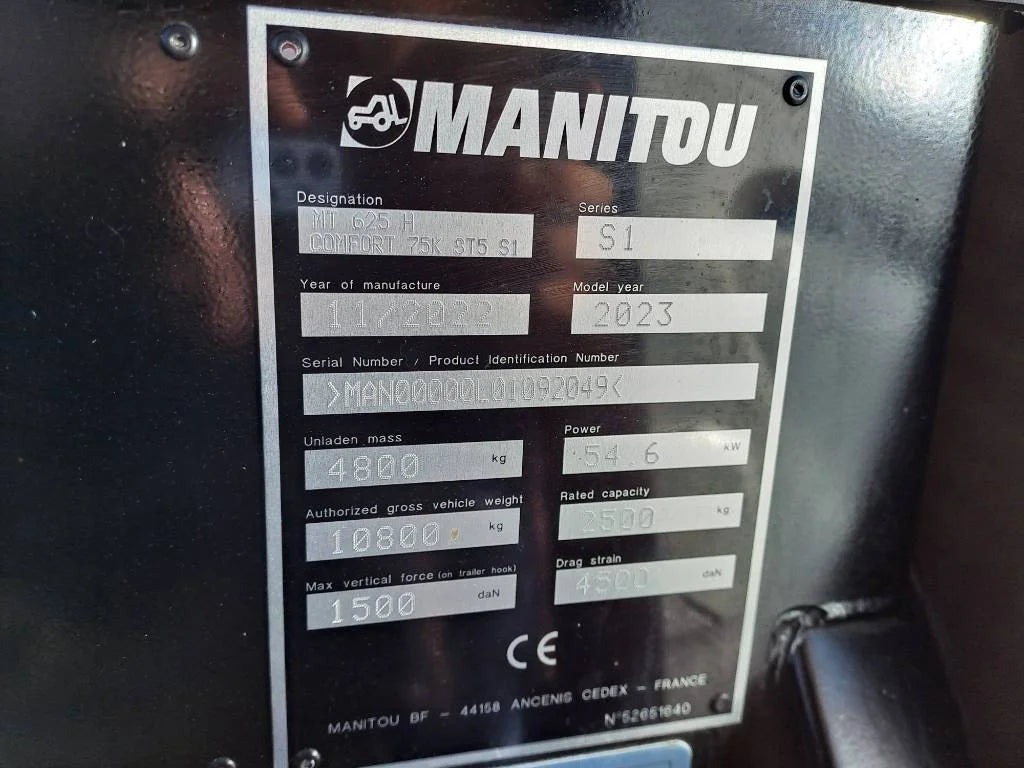 MANITOU
Designation
MT 625 H
COMFORT 75K ST5 S1
Series
S1
Year of manufacture
11/2022
Model year
2023
Serial Number / Product Identification Number
>MAN00000L01092049<
Unladen mass
4800 kg
Power
54.6 kW
Authorized gross vehicle weight
10800 kg
Rated capacity
2500 kg
Max vertical force (on trailer hook)
1500 daN
Drag strain
4500 daN
CE
MANITOU BF - 44158 ANCENIS CEDEX - FRANCE
N°52651640